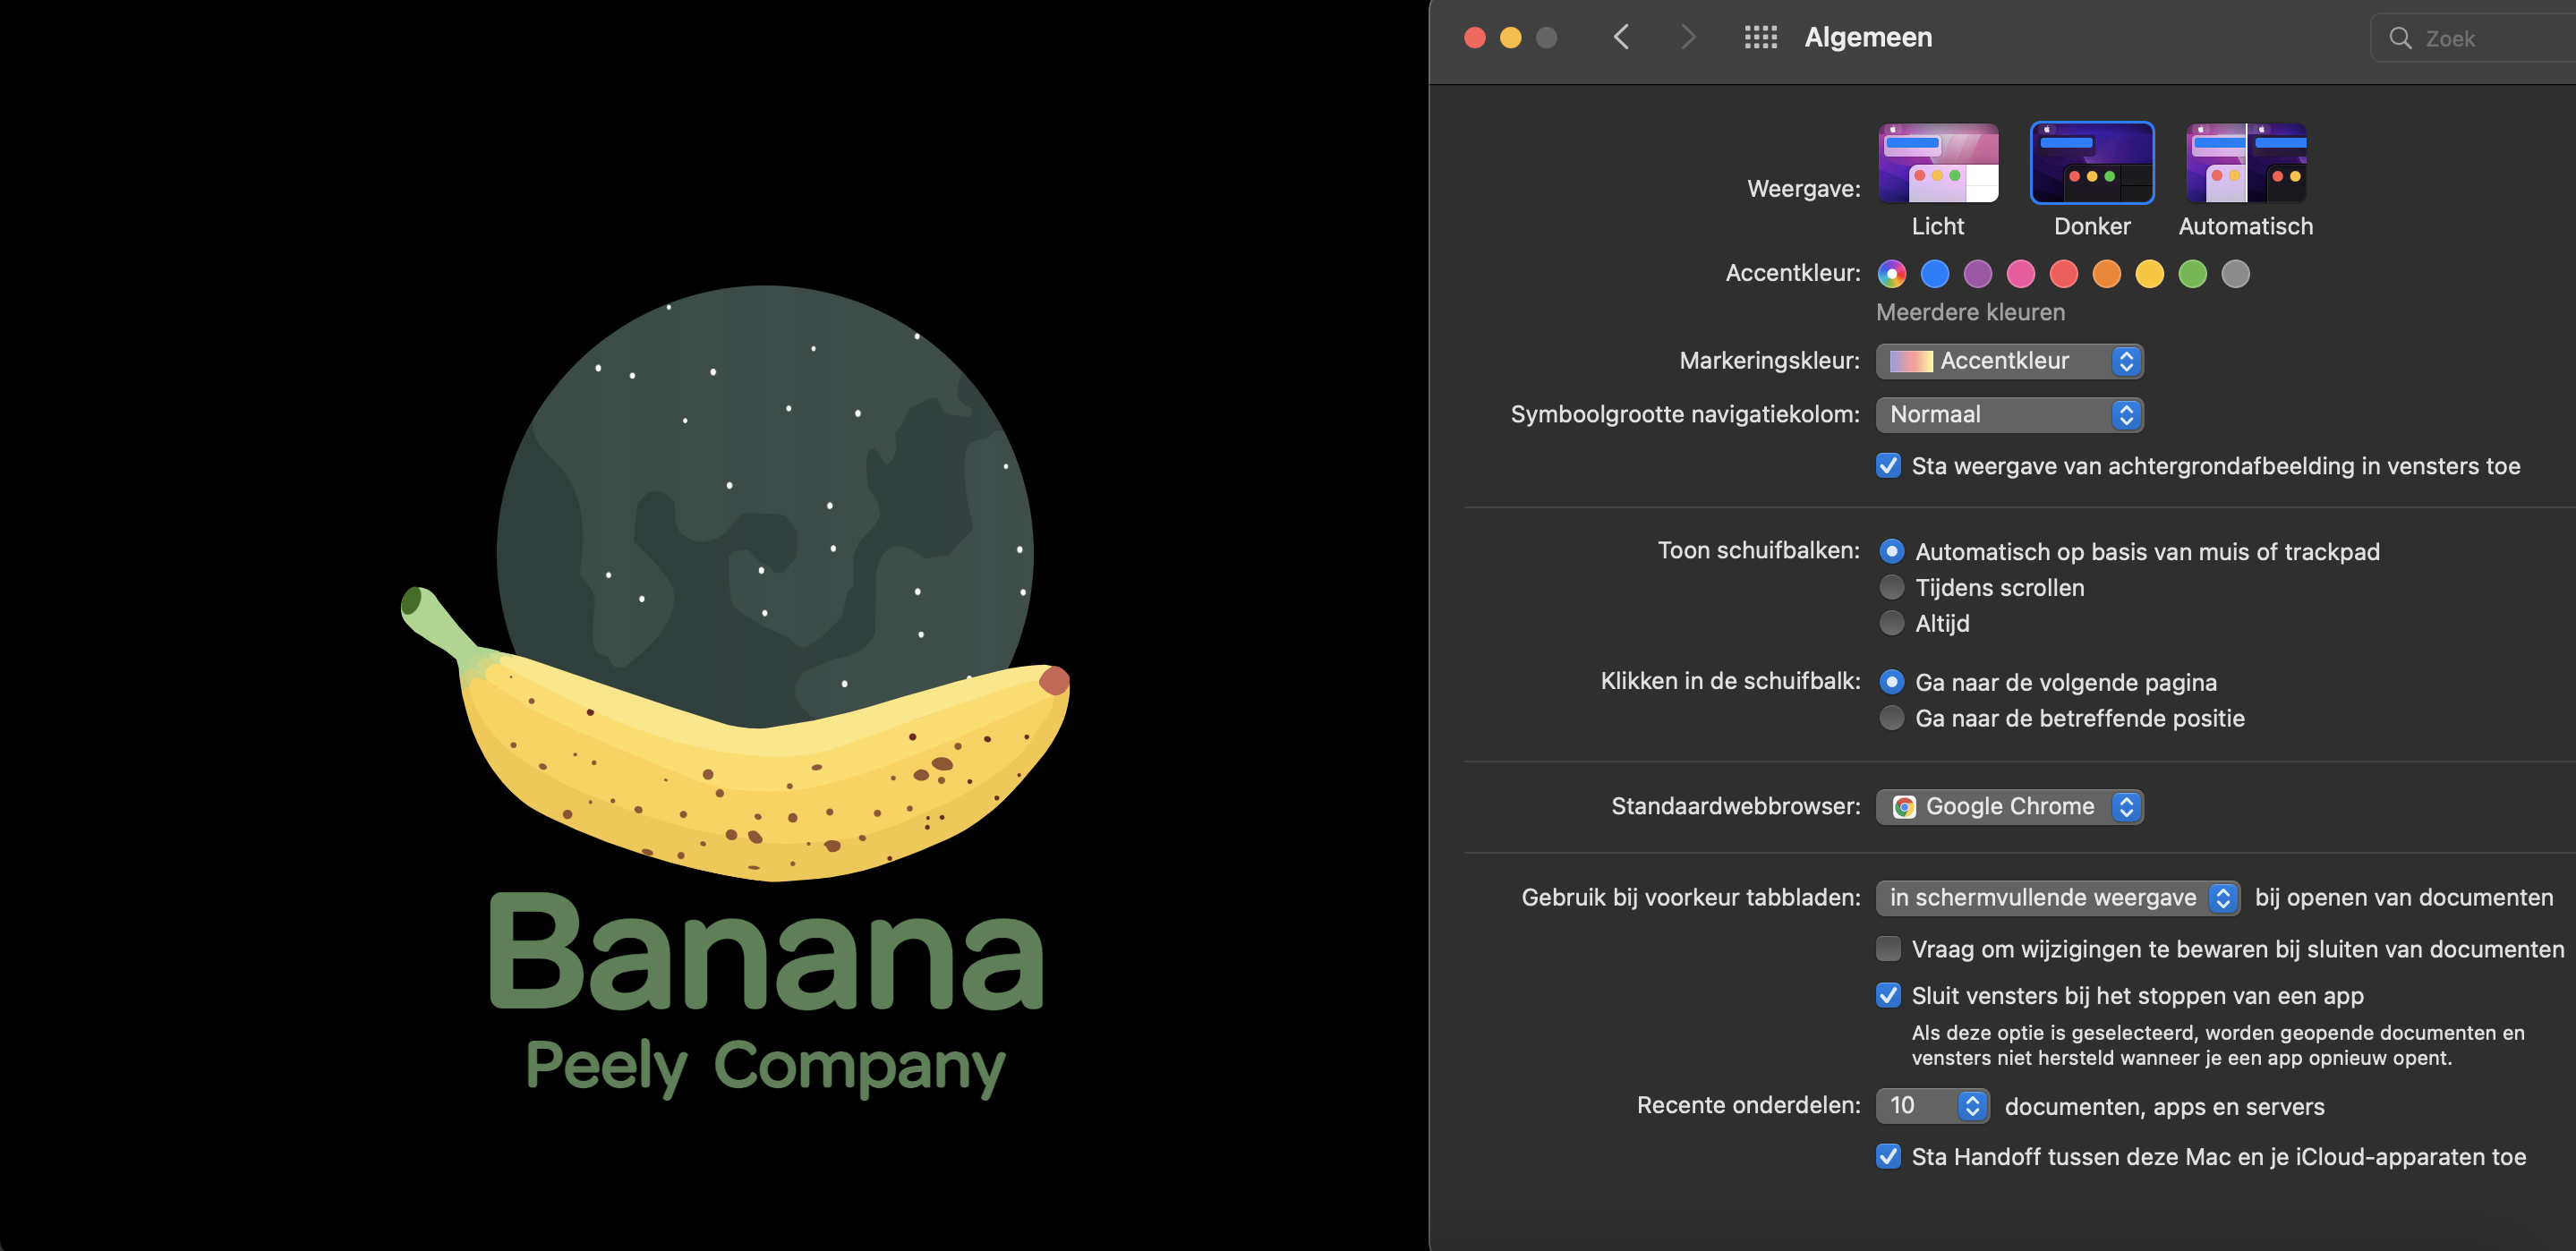 Banana
Peely Company
Algemeen
Zoek
Weergave:
Licht
Donker
Automatisch
Accentkleur:
Meerdere kleuren
Markeringskleur: Accentkleur
Symboolgrootte navigatiekolom: Normaal
Sta weergave van achtergrondafbeelding in vensters toe
Toon schuifbalken: Automatisch op basis van muis of trackpad
Tijdens scrollen
Altijd
Klikken in de schuifbalk: Ga naar de volgende pagina
Ga naar de betreffende positie
Standaardwebbrowser: Google Chrome
Gebruik bij voorkeur tabbladen: in schermvullende weergave bij openen van documenten
Vraag om wijzigingen te bewaren bij sluiten van documenten
Sluit vensters bij het stoppen van een app
Als deze optie is geselecteerd, worden geopende documenten en
vensters niet hersteld wanneer je een app opnieuw opent.
Recente onderdelen: 10 documenten, apps en servers
Sta Handoff tussen deze Mac en je iCloud-apparaten toe